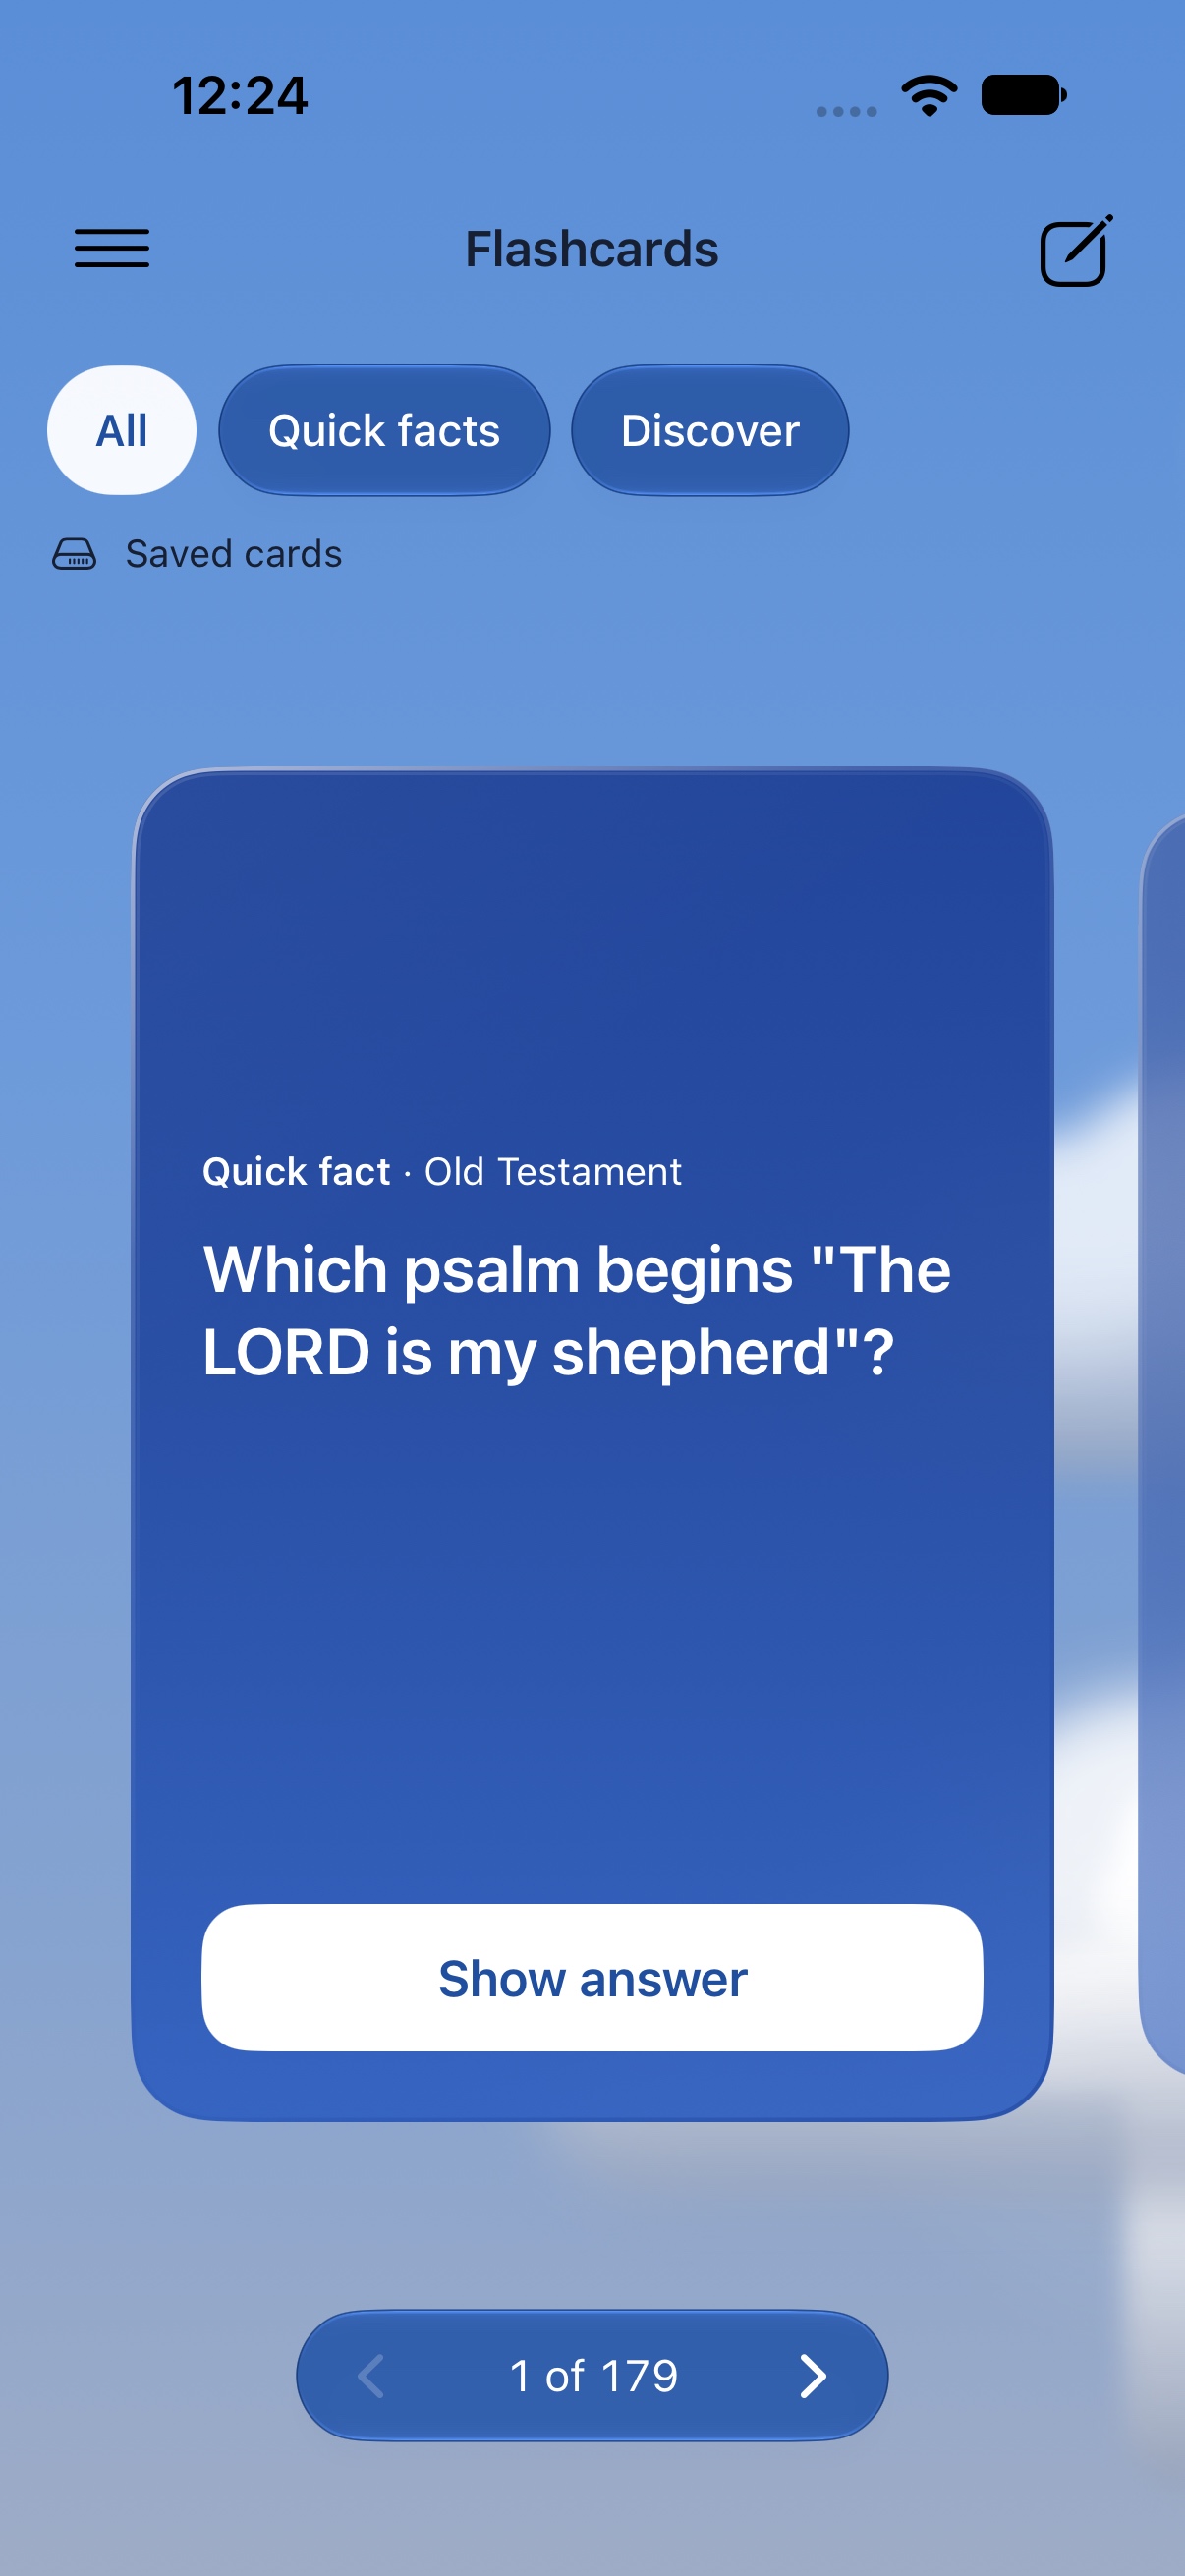 12:24
Flashcards
All
Quick facts
Discover
Saved cards
Quick fact · Old Testament
Which psalm begins "The
LORD is my shepherd"?
Show answer
1 of 179